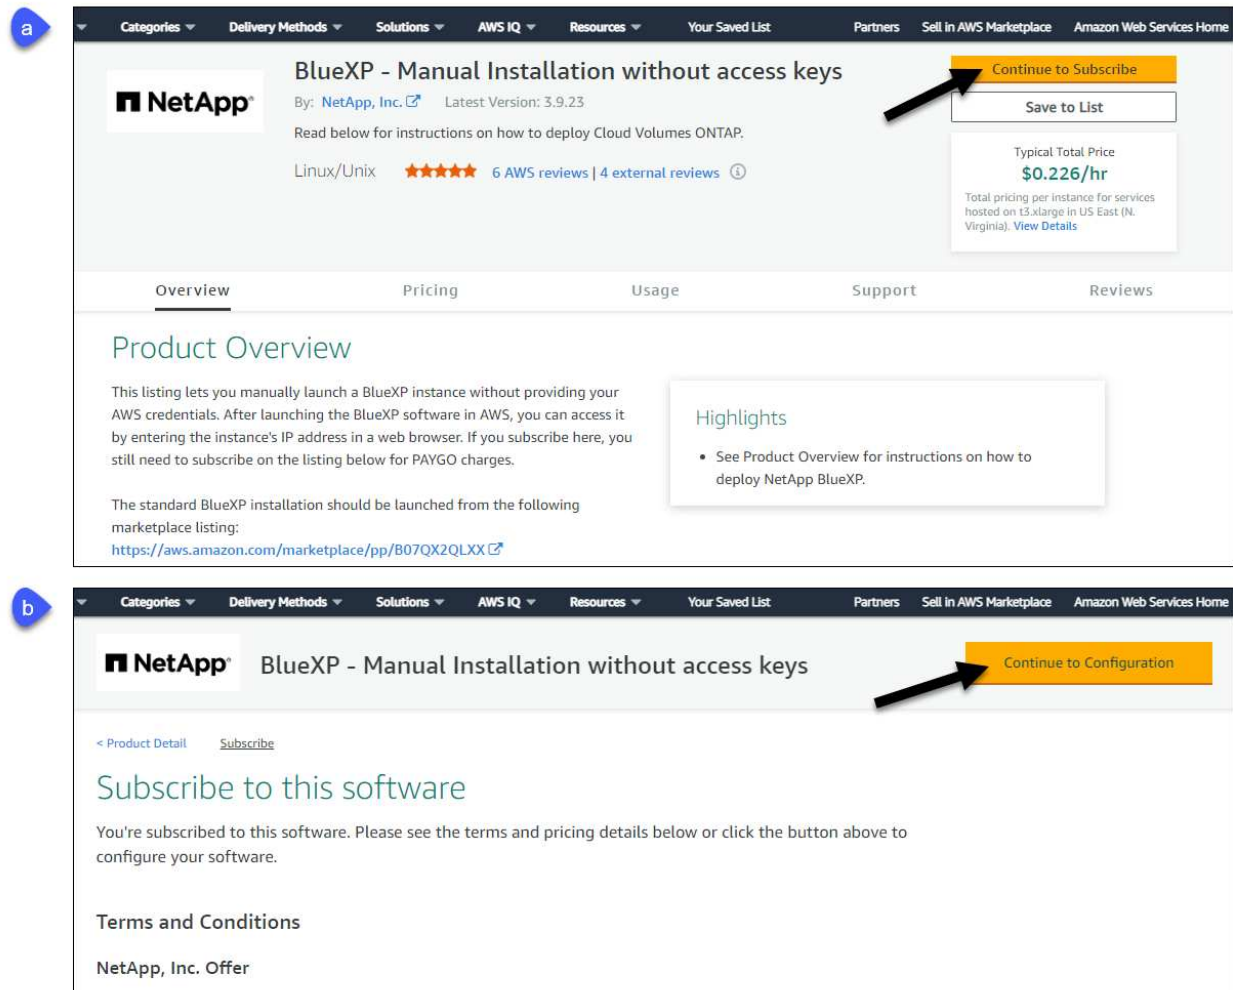 a
Categories Delivery Methods Solutions AWS IQ Resources Your Saved List Partners Sell in AWS Marketplace Amazon Web Services Home
NetApp
BlueXP - Manual Installation without access keys
By: NetApp, Inc. Latest Version: 3.9.23
Read below for instructions on how to deploy Cloud Volumes ONTAP.
Linux/Unix 6 AWS reviews | 4 external reviews
Continue to Subscribe
Save to List
Typical Total Price
$0.226/hr
Total pricing per instance for services
hosted on t3.xlarge in US East (N.
Virginia). View Details
Overview Pricing Usage Support Reviews
Product Overview
This listing lets you manually launch a BlueXP instance without providing your
AWS credentials. After launching the BlueXP software in AWS, you can access it
by entering the instance's IP address in a web browser. If you subscribe here, you
still need to subscribe on the listing below for PAYGO charges.
The standard BlueXP installation should be launched from the following
marketplace listing:
https://aws.amazon.com/marketplace/pp/B07QX2QLXX
Highlights
• See Product Overview for instructions on how to
deploy NetApp BlueXP.
b
Categories Delivery Methods Solutions AWS IQ Resources Your Saved List Partners Sell in AWS Marketplace Amazon Web Services Home
NetApp
BlueXP - Manual Installation without access keys
Continue to Configuration
< Product Detail Subscribe
Subscribe to this software
You're subscribed to this software. Please see the terms and pricing details below or click the button above to
configure your software.
Terms and Conditions
NetApp, Inc. Offer